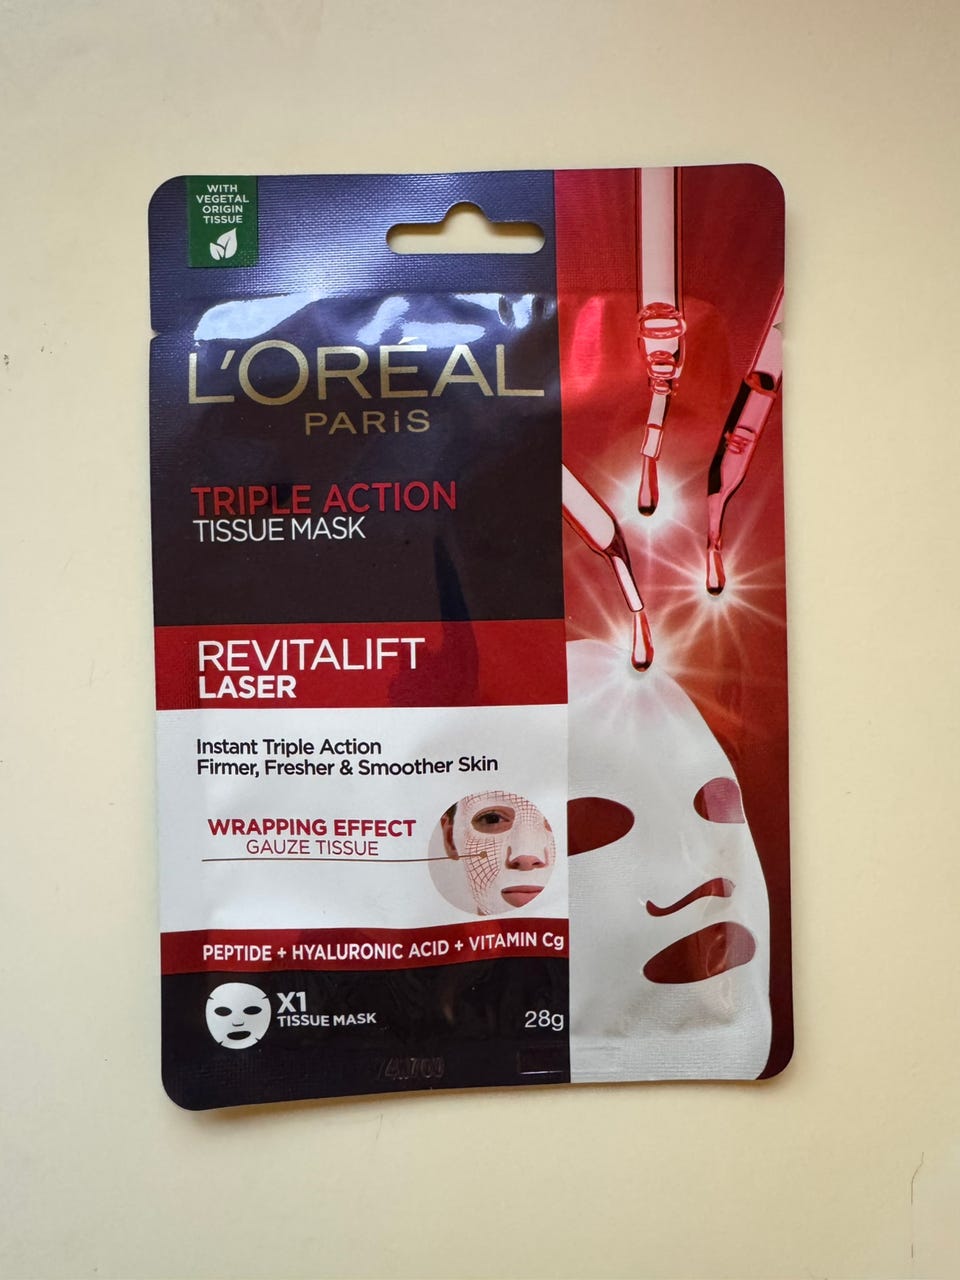 WITH
VEGETAL
ORIGIN
TISSUE
L'ORÉAL
PARiS
TRIPLE ACTION
TISSUE MASK
REVITALIFT
LASER
Instant Triple Action
Firmer, Fresher & Smoother Skin
WRAPPING EFFECT
GAUZE TISSUE
PEPTIDE + HYALURONIC ACID + VITAMIN Cg
X1
TISSUE MASK
28g